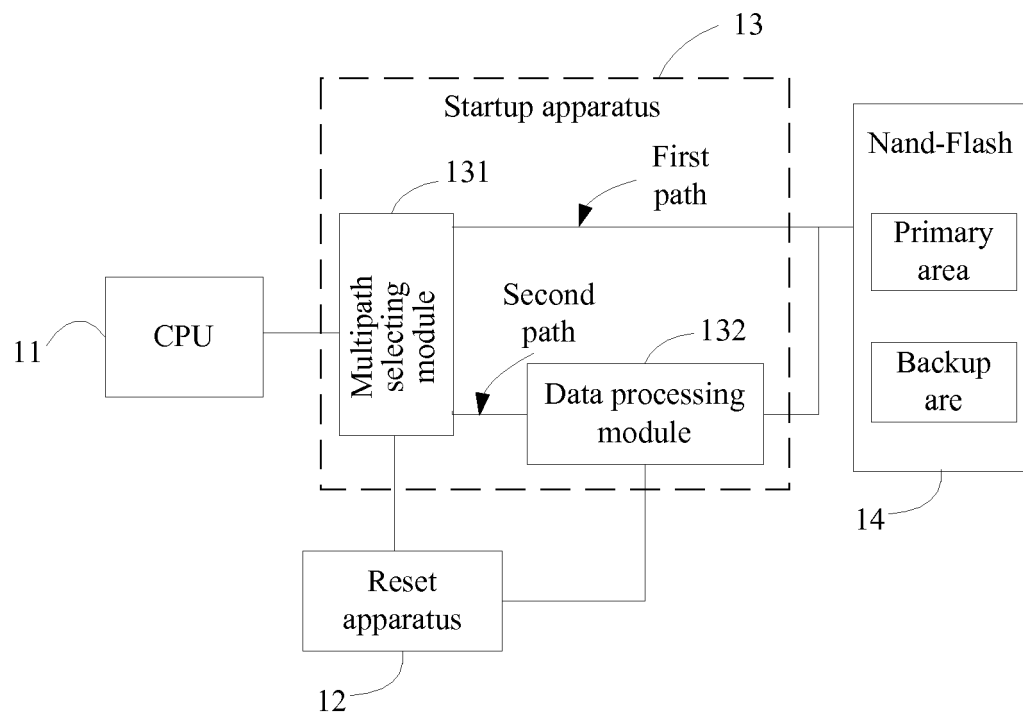 13
Startup apparatus
Nand-Flash
First
path
131
Primary
area
Multipath
selecting
module
CPU
11
Second
path
132
Data processing
module
Backup
are
14
Reset
apparatus
12